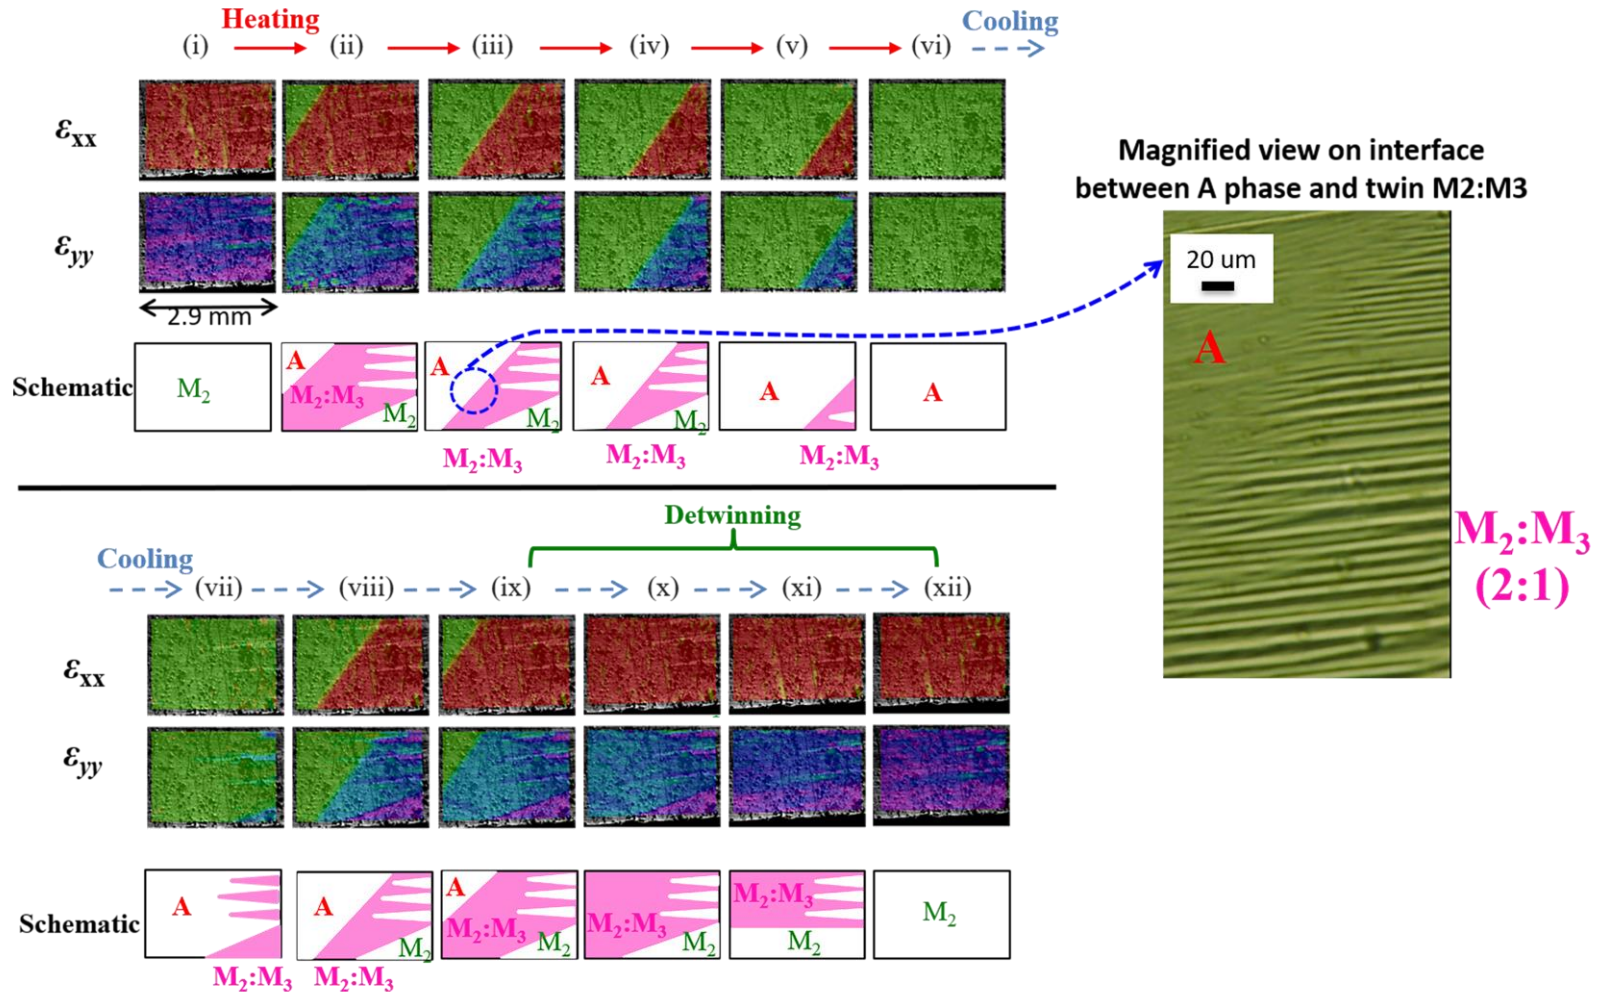 Heating
Cooling
(i) (ii) (iii) (iv) (v) (vi)
εxx
εyy
2.9 mm
Schematic
M2
A
M2:M3
M2
A
M2
M2:M3
A
M2
M2:M3
A
M2:M3
A
Magnified view on interface
between A phase and twin M2:M3
20 um
A
M2:M3
(2:1)
Detwinning
Cooling
(vii) (viii) (ix) (x) (xi) (xii)
εxx
εyy
Schematic
A
M2:M3
A
M2
M2:M3
A
M2:M3
M2
M2:M3
M2
M2:M3
M2
M2